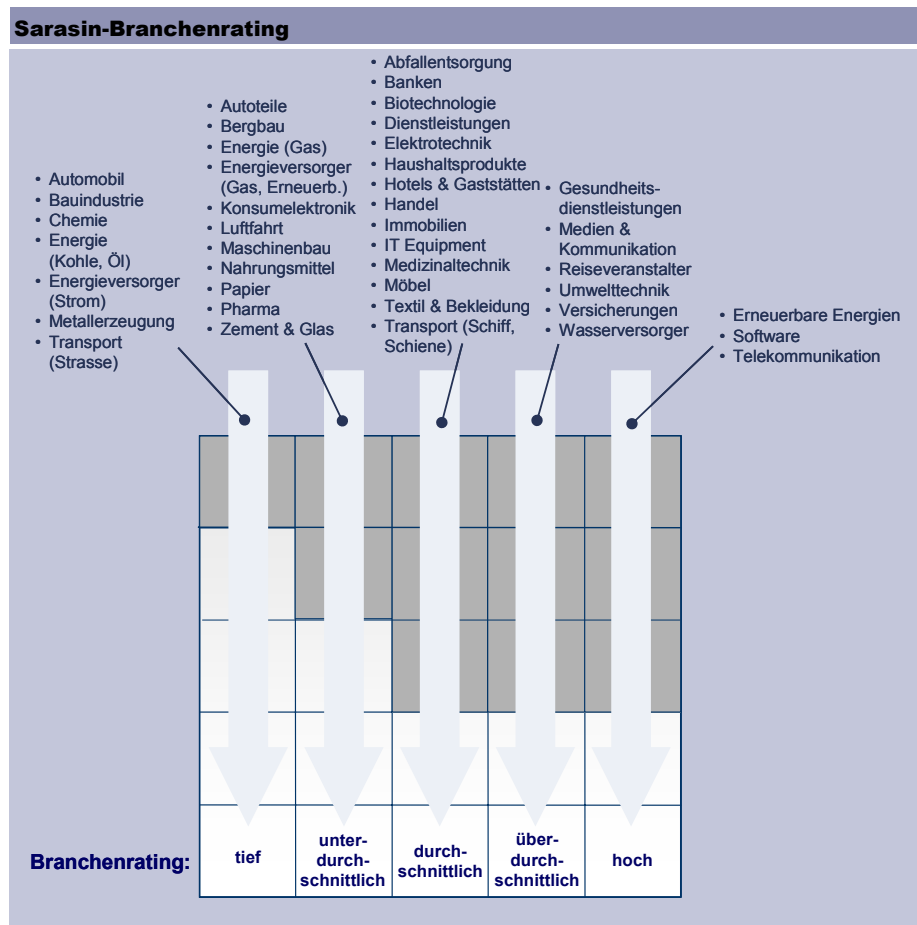 Sarasin-Branchenrating
• Automobil
• Bauindustrie
• Chemie
• Energie
(Kohle, Öl)
• Energieversorger
(Strom)
• Metallerzeugung
• Transport
(Strasse)
• Autoteile
• Bergbau
• Energie (Gas)
• Energieversorger
(Gas, Erneuerb.)
• Konsumelektronik
• Luftfahrt
• Maschinenbau
• Nahrungsmittel
• Papier
• Pharma
• Zement & Glas
• Abfallentsorgung
• Banken
• Biotechnologie
• Dienstleistungen
• Elektrotechnik
• Haushaltsprodukte
• Hotels & Gaststätten
• Handel
• Immobilien
• IT Equipment
• Medizinaltechnik
• Möbel
• Textil & Bekleidung
• Transport (Schiff,
Schiene)
• Gesundheits-
dienstleistungen
• Medien &
Kommunikation
• Reiseveranstalter
• Umwelttechnik
• Versicherungen
• Wasserversorger
• Erneuerbare Energien
• Software
• Telekommunikation
Branchenrating:
tief
unter-
durch-
schnittlich
durch-
schnittlich
über-
durch-
schnittlich
hoch